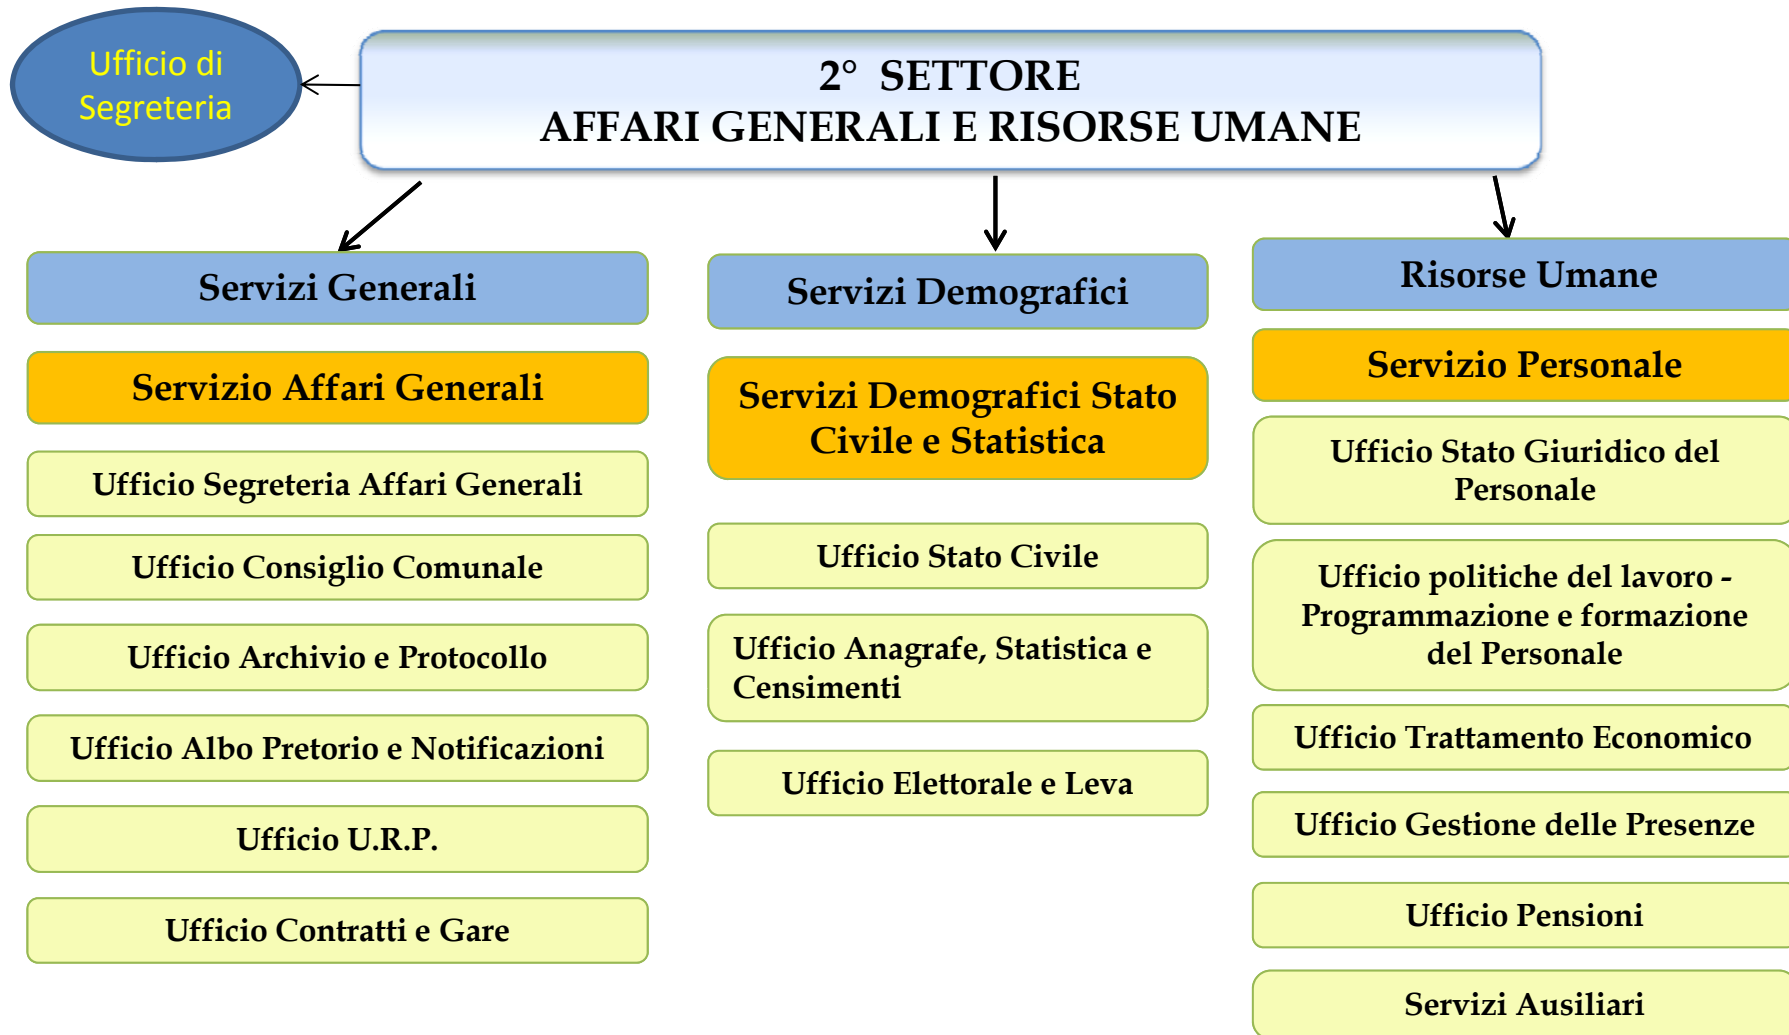 Ufficio di
Segreteria
2° SETTORE
AFFARI GENERALI E RISORSE UMANE
Servizi Generali
Servizio Affari Generali
Ufficio Segreteria Affari Generali
Ufficio Consiglio Comunale
Ufficio Archivio e Protocollo
Ufficio Albo Pretorio e Notificazioni
Ufficio U.R.P.
Ufficio Contratti e Gare
Servizi Demografici
Servizi Demografici Stato
Civile e Statistica
Ufficio Stato Civile
Ufficio Anagrafe, Statistica e
Censimenti
Ufficio Elettorale e Leva
Risorse Umane
Servizio Personale
Ufficio Stato Giuridico del
Personale
Ufficio politiche del lavoro -
Programmazione e formazione
del Personale
Ufficio Trattamento Economico
Ufficio Gestione delle Presenze
Ufficio Pensioni
Servizi Ausiliari